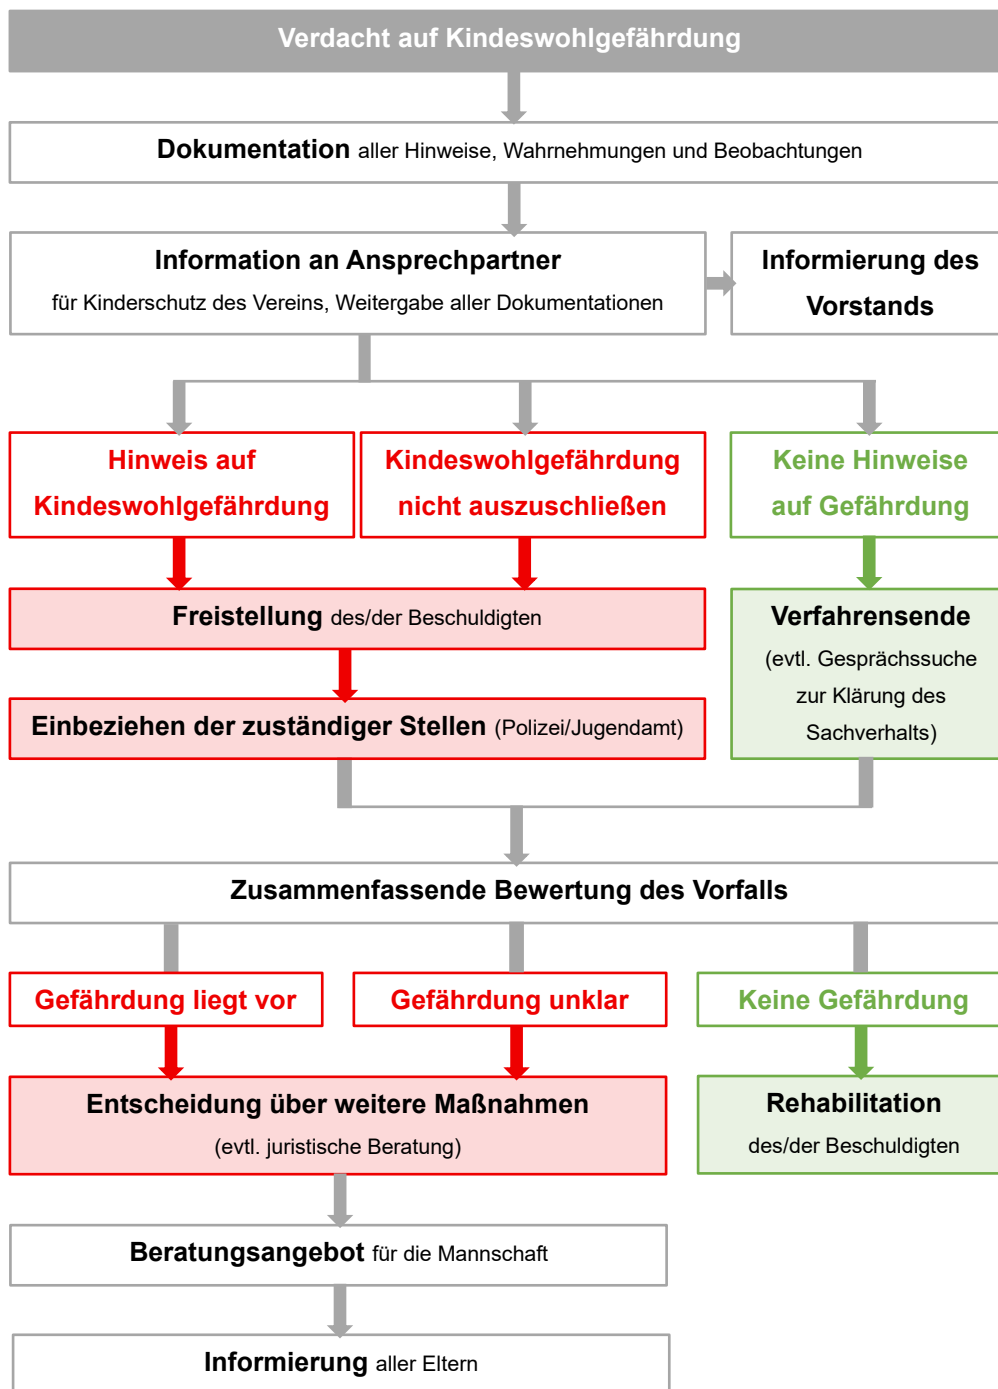 Verdacht auf Kindeswohlgefährdung
Dokumentation aller Hinweise, Wahrnehmungen und Beobachtungen
Information an Ansprechpartner
für Kinderschutz des Vereins, Weitergabe aller Dokumentationen
Informierung des
Vorstands
Hinweis auf
Kindeswohlgefährdung
Kindeswohlgefährdung
nicht auszuschließen
Keine Hinweise
auf Gefährdung
Freistellung des/der Beschuldigten
Einbeziehen der zuständiger Stellen (Polizei/Jugendamt)
Verfahrensende
(evtl. Gesprächssuche
zur Klärung des
Sachverhalts)
Zusammenfassende Bewertung des Vorfalls
Gefährdung liegt vor
Gefährdung unklar
Keine Gefährdung
Entscheidung über weitere Maßnahmen
(evtl. juristische Beratung)
Rehabilitation
des/der Beschuldigten
Beratungsangebot für die Mannschaft
Informierung aller Eltern